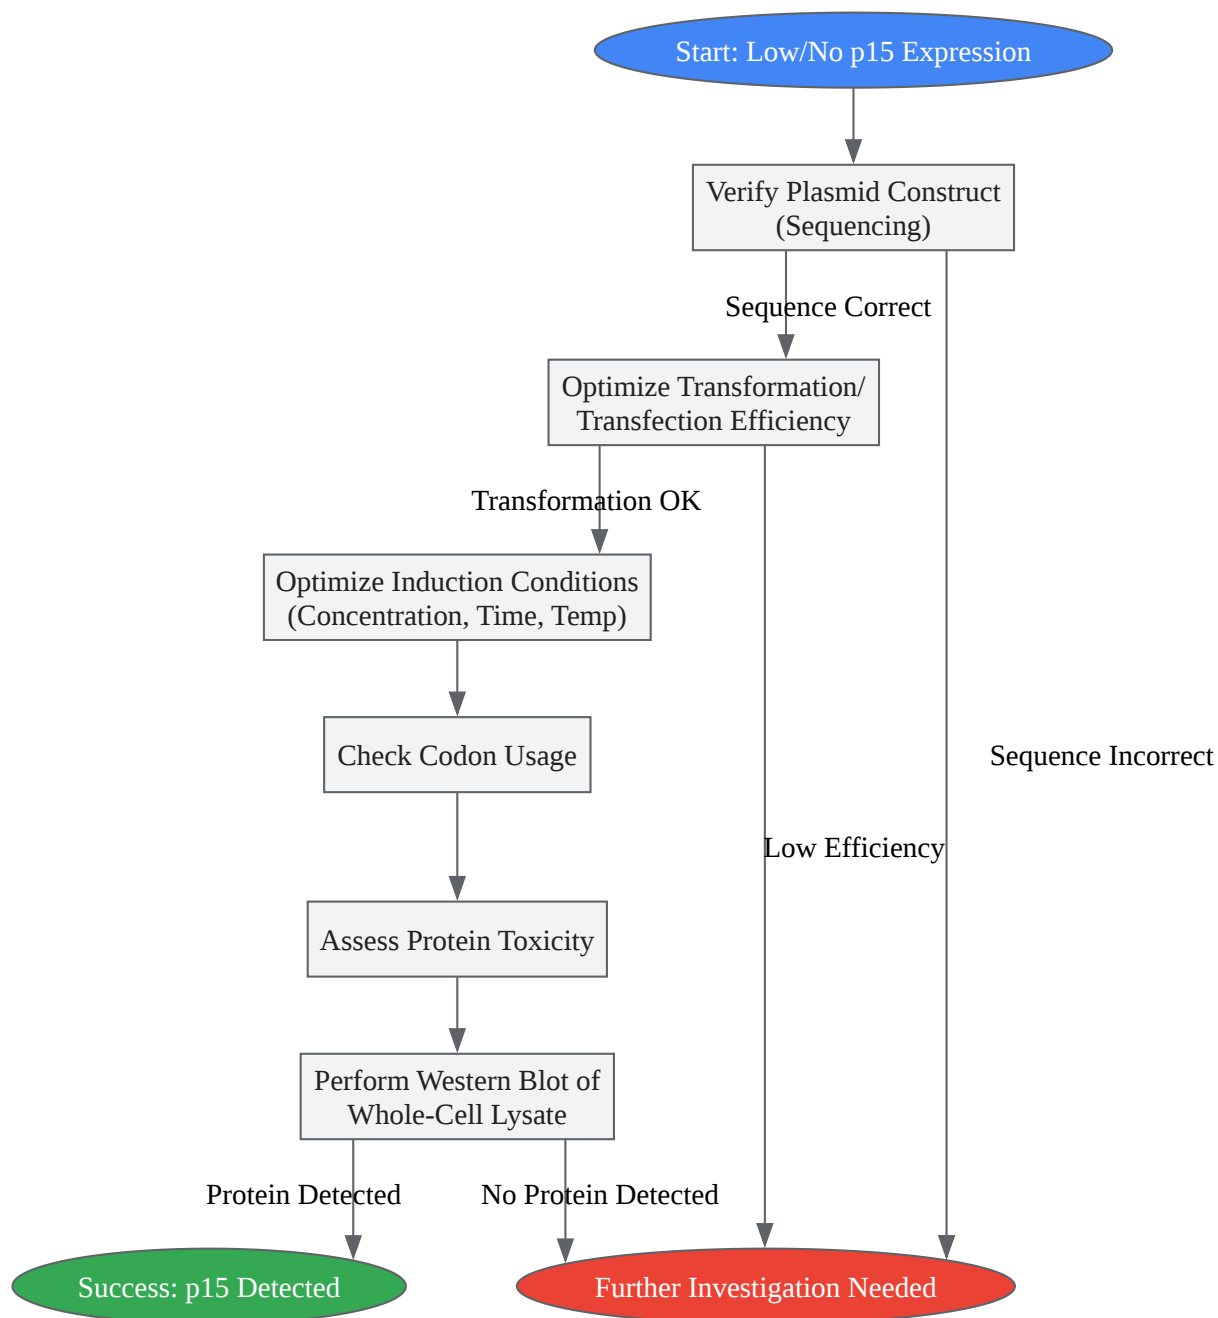 Start: Low/No p15 Expression
Verify Plasmid Construct
(Sequencing)
Sequence Correct
Optimize Transformation/
Transfection Efficiency
Transformation OK
Optimize Induction Conditions
(Concentration, Time, Temp)
Check Codon Usage
Sequence Incorrect
Low Efficiency
Assess Protein Toxicity
Perform Western Blot of
Whole-Cell Lysate
Protein Detected
No Protein Detected
Success: p15 Detected
Further Investigation Needed